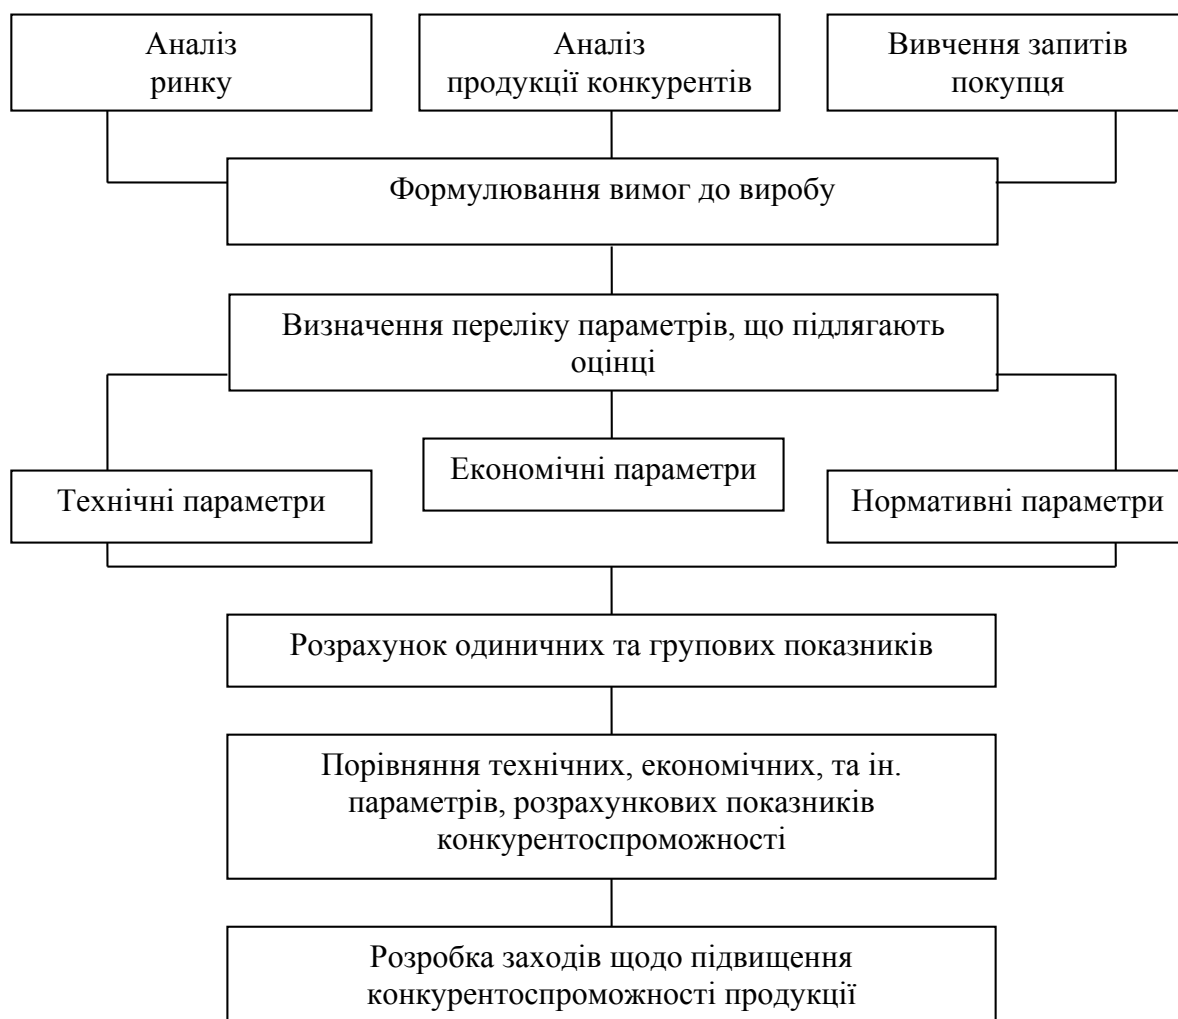 Аналіз
ринку
Аналіз
продукції конкурентів
Вивчення запитів
покупця
Формулювання вимог до виробу
Визначення переліку параметрів, що підлягають
оцінці
Економічні параметри
Технічні параметри
Нормативні параметри
Розрахунок одиничних та групових показників
Порівняння технічних, економічних, та ін.
параметрів, розрахункових показників
конкурентоспроможності
Розробка заходів щодо підвищення
конкурентоспроможності продукції